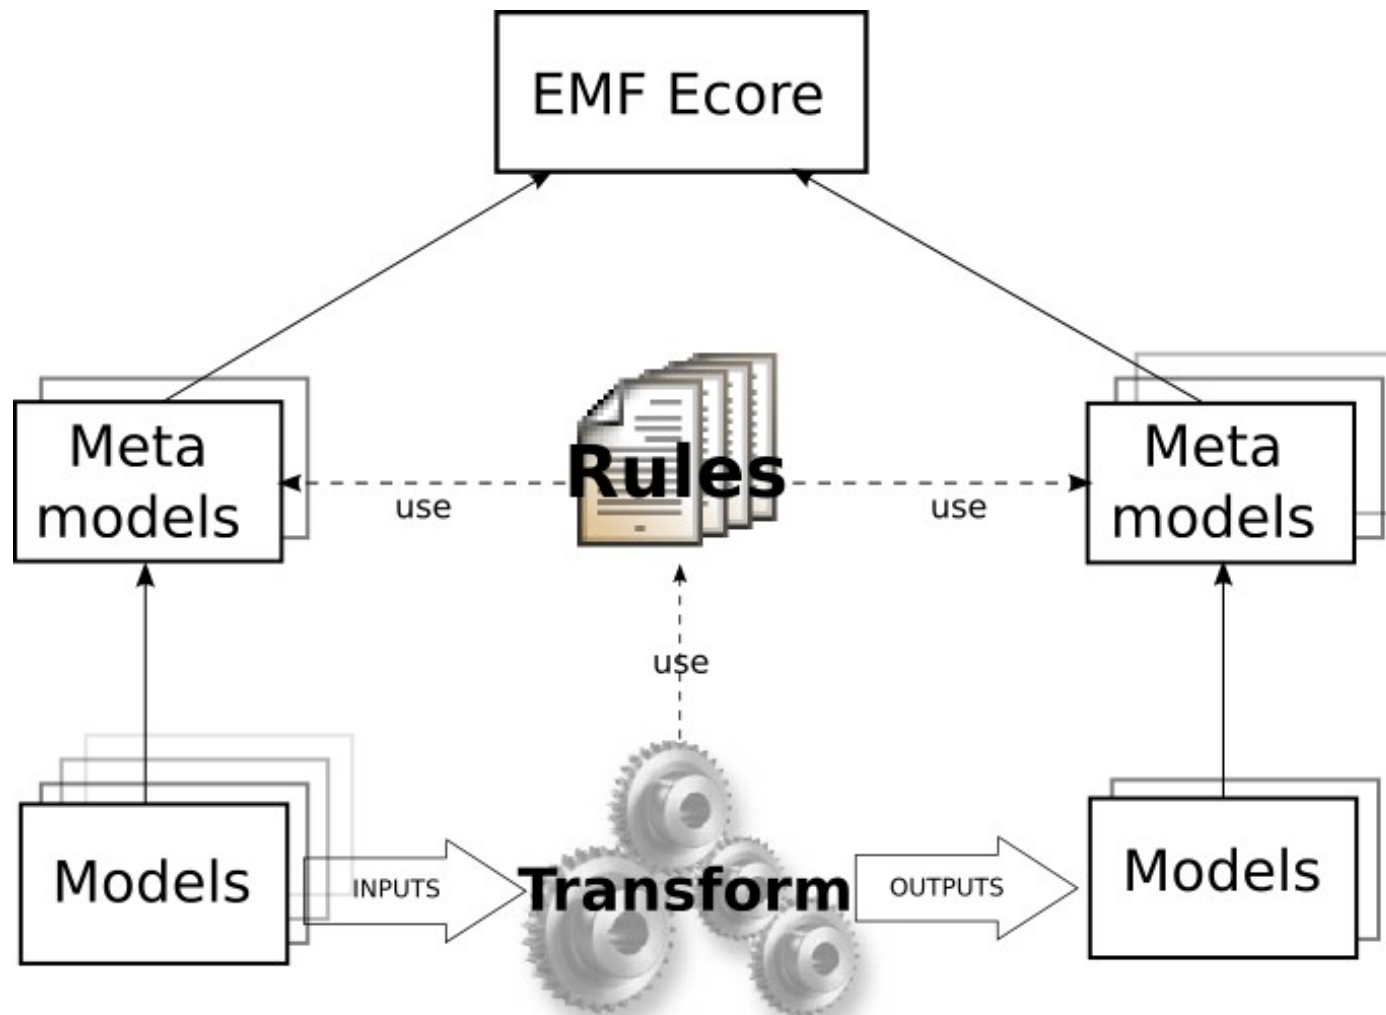 EMF Ecore
Meta
models
Rules
Meta
models
use
use
use
Models
INPUTS
Transform
OUTPUTS
Models